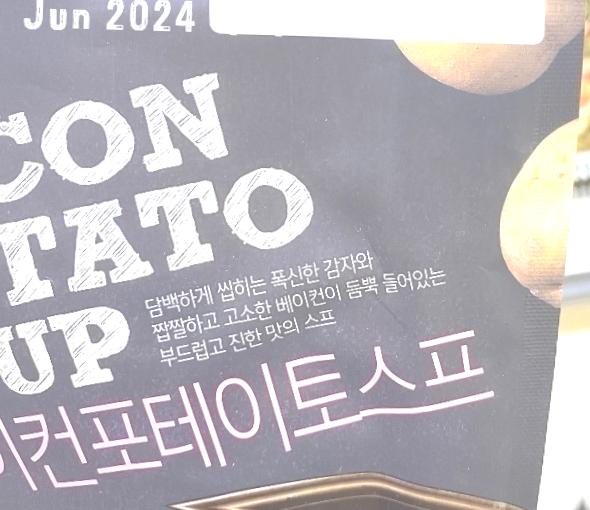 Jun 2024
CON
TATO
UP
담백하게 씹히는 폭신한 감자와
짭짤하고 고소한 베이컨이 듬뿍 들어있는
부드럽고 진한 맛의 스프
이컨포테이토스프